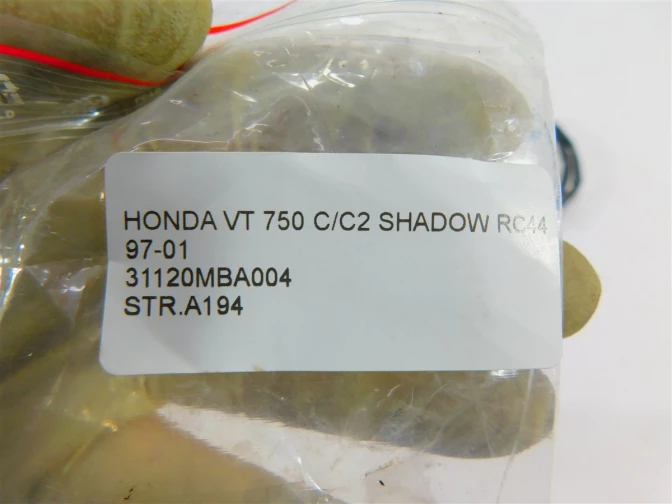 HONDA VT 750 C/C2 SHADOW RC44
97-01
31120MBA004
STR.A194